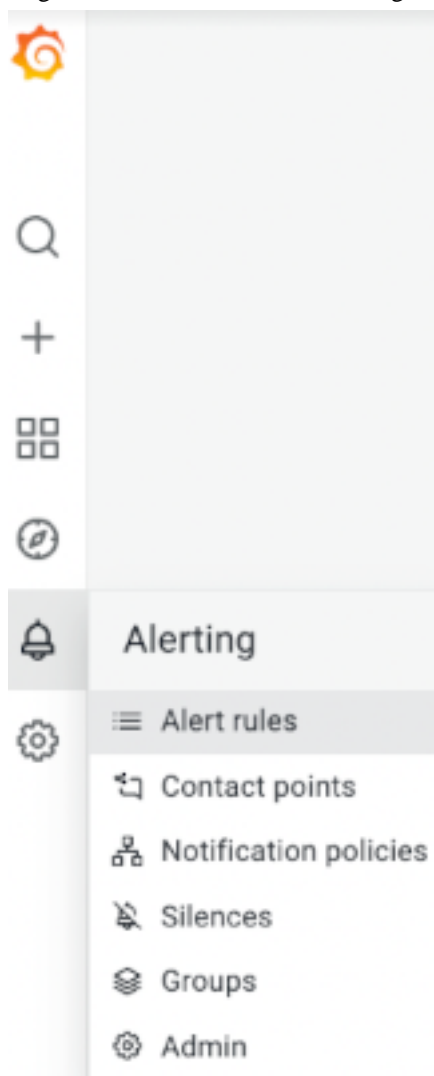 Alerting
Alert rules
Contact points
Notification policies
Silences
Groups
Admin